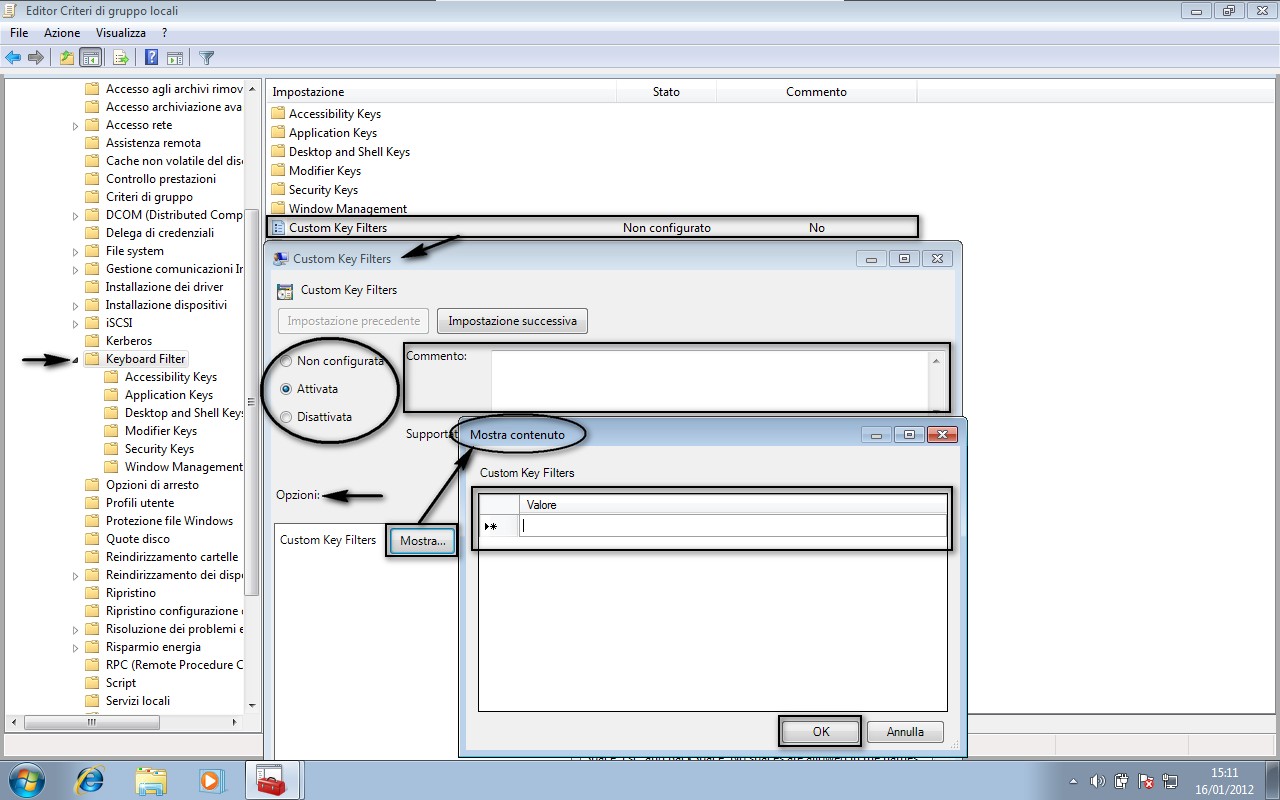 Editor Criteri di gruppo locali
File Azione Visualizza ?
Accesso agli archivi rimov
Accesso archiviazione ava
Accesso rete
Assistenza remota
Cache non volatile del dis
Controllo prestazioni
Criteri di gruppo
DCOM (Distributed Comp
Delega di credenziali
File system
Gestione comunicazioni In
Installazione dei driver
Installazione dispositivi
iSCSI
Kerberos
Keyboard Filter
Accessibility Keys
Application Keys
Desktop and Shell Keys
Modifier Keys
Security Keys
Window Management
Opzioni di arresto
Profili utente
Protezione file Windows
Quote disco
Reindirizzamento cartelle
Reindirizzamento dei dispo
Ripristino
Ripristino configurazione
Risoluzione dei problemi e
Risparmio energia
RPC (Remote Procedure C
Script
Servizi locali
Impostazione Stato Commento
Accessibility Keys
Application Keys
Desktop and Shell Keys
Modifier Keys
Security Keys
Window Management
Custom Key Filters Non configurato No
Custom Key Filters
Custom Key Filters
Impostazione precedente Impostazione successiva
Non configurata
Attivata
Disattivata
Commento:
Supportat
Opzioni:
Custom Key Filters Mostra...
Mostra contenuto
Custom Key Filters
Valore
OK Annulla
15:11
16/01/2012